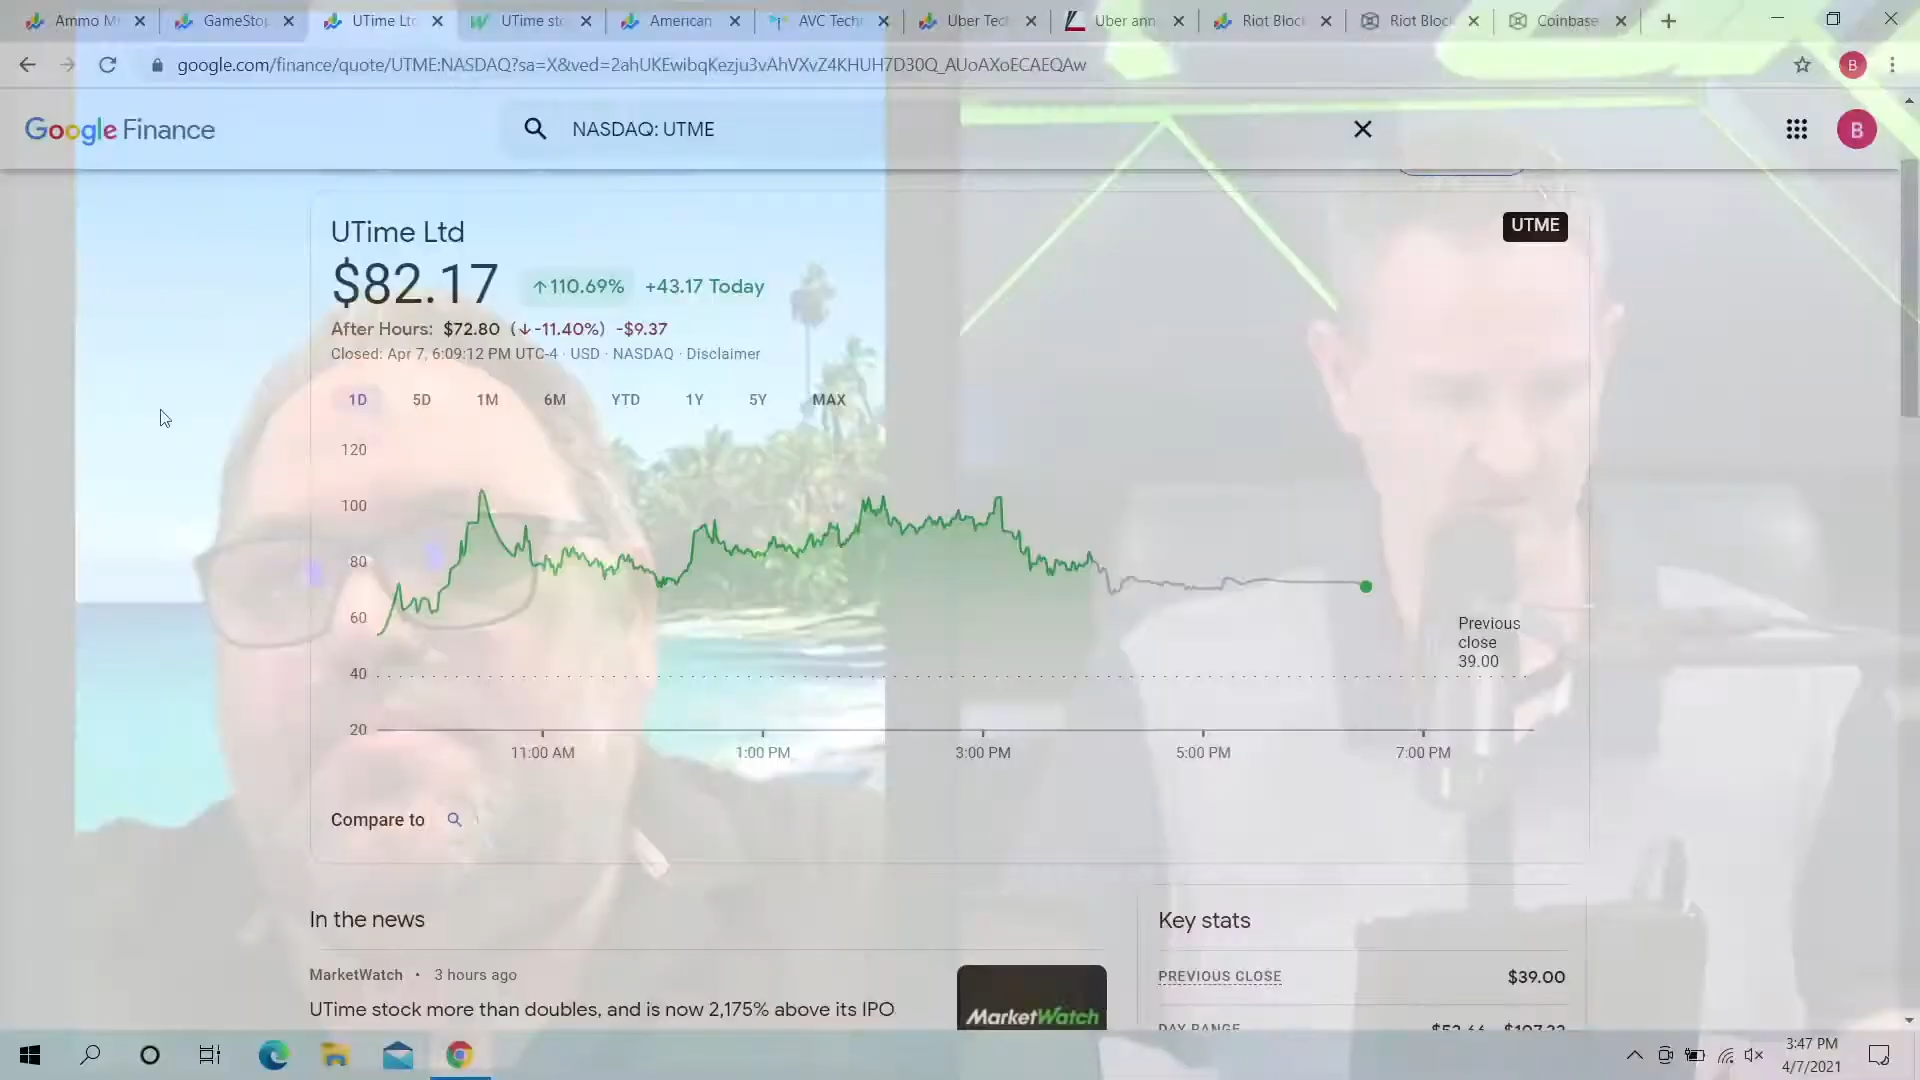 Ammo M
GameStop
UTime Ltd
UTime sto
American
AVC Tech
Uber Tec
Uber ann
Riot Bloc
Riot Bloc
Coinbase
google.com/finance/quote/UTME:NASDAQ?sa=X&ved=2ahUKEwibqKezju3vAhVXvZ4KHUH7D30Q_AUoAXoECAEQAw
B
Google Finance
NASDAQ: UTME
B
UTime Ltd
UTME
$82.17 ↑110.69% +43.17 Today
After Hours: $72.80 (↓-11.40%) -$9.37
Closed: Apr 7, 6:09:12 PM UTC-4 · USD · NASDAQ · Disclaimer
1D 5D 1M 6M YTD 1Y 5Y MAX
120
100
80
60
40
20
Previous
close
39.00
11:00 AM 1:00 PM 3:00 PM 5:00 PM 7:00 PM
Compare to
In the news
Key stats
MarketWatch • 3 hours ago
PREVIOUS CLOSE $39.00
UTime stock more than doubles, and is now 2,175% above its IPO
MarketWatch
DAY RANGE
3:47 PM
4/7/2021